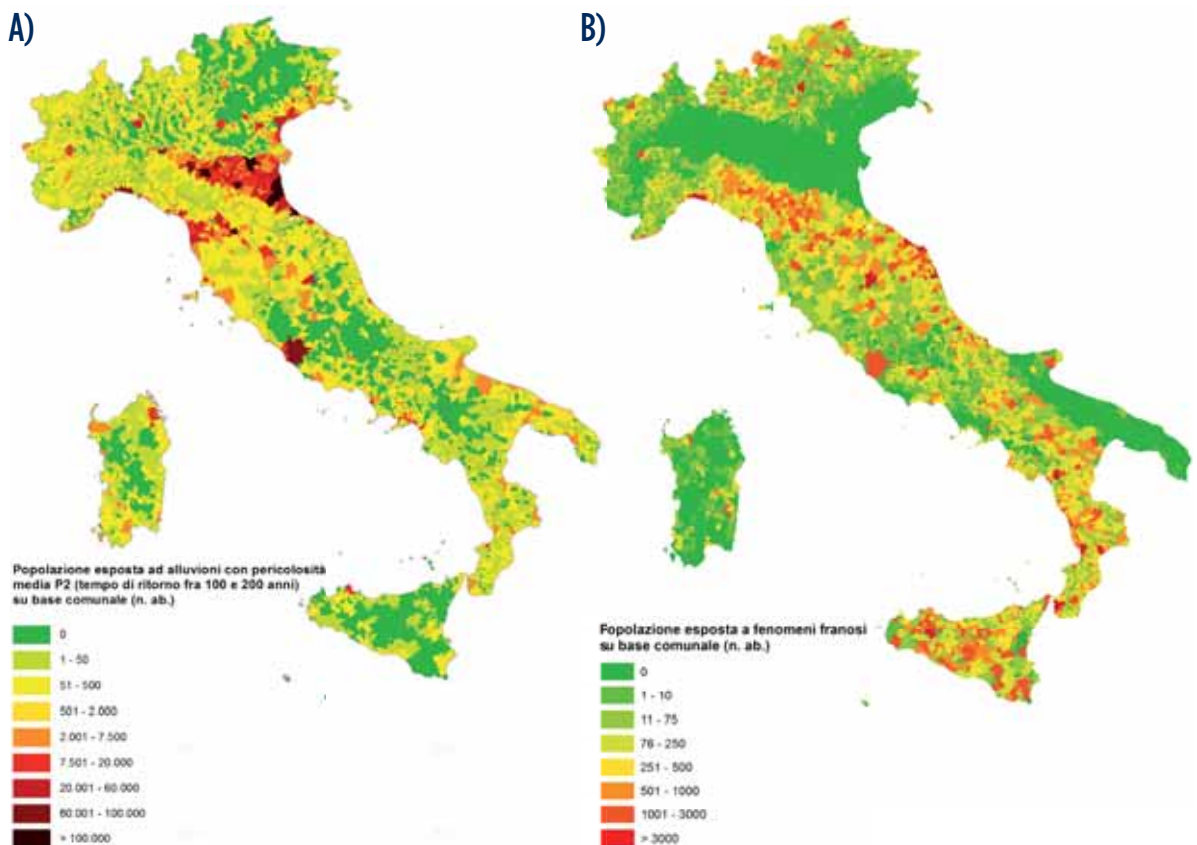 A)
B)
Popolazione esposta ad alluvioni con pericolosità
media P2 (tempo di ritorno fra 100 e 200 anni)
su base comunale (n. ab.)
0
1 - 50
51 - 500
501 - 2.000
2.001 - 7.500
7.501 - 20.000
20.001 - 60.000
60.001 - 100.000
> 100.000
Fopolazione esposta a fenomeni franosi
su base comunale (n. ab.)
0
1 - 10
11 - 75
76 - 250
251 - 500
501 - 1000
1001 - 3000
> 3000